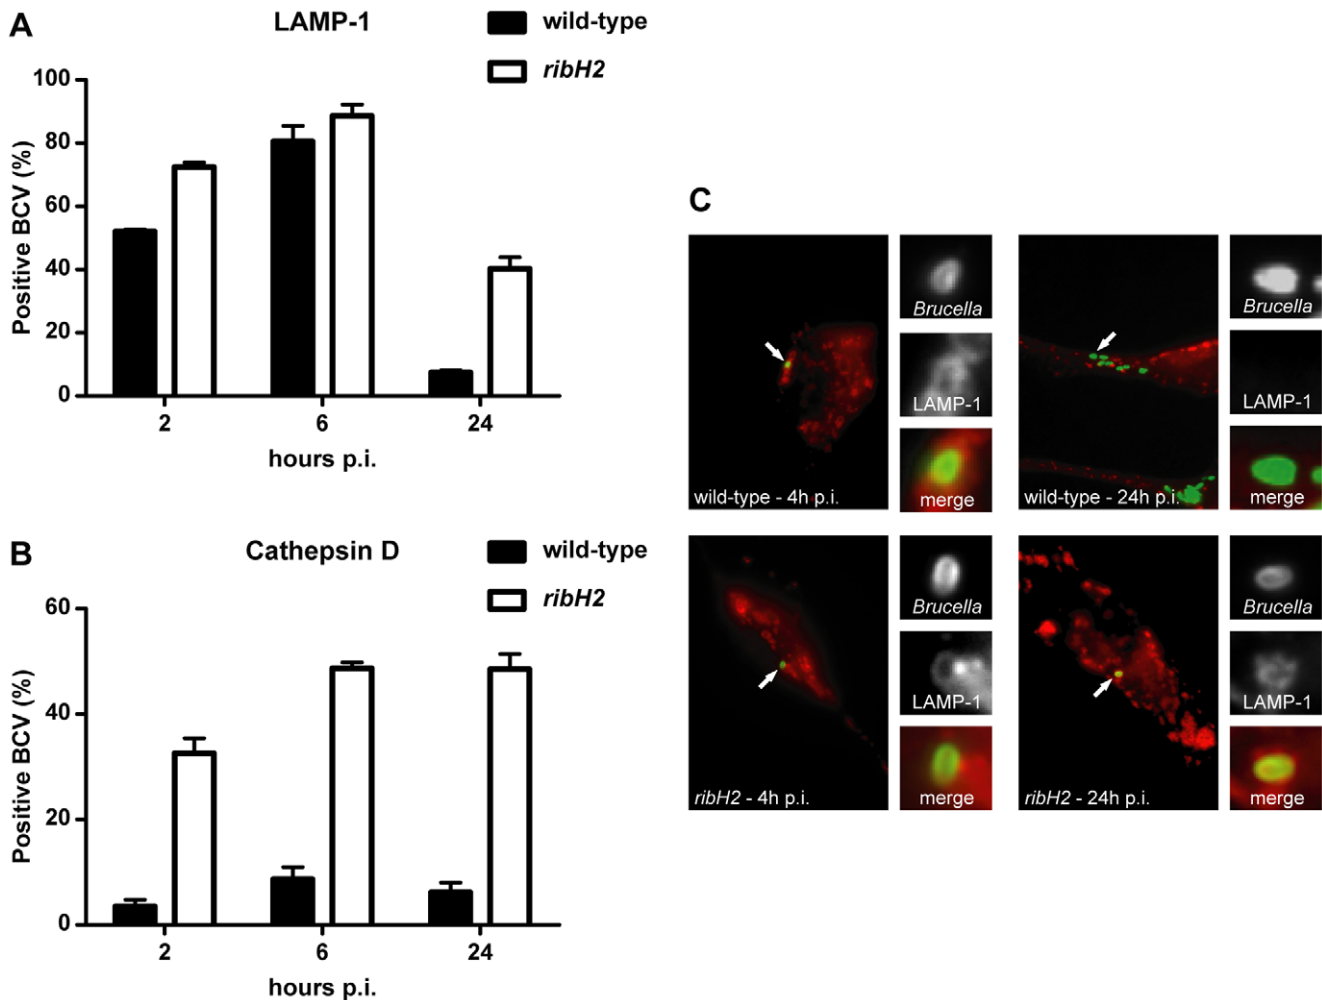 A
LAMP-1
wild-type
ribH2
Positive BCV (%)
100
80
60
40
20
0
2 6 24
hours p.i.
B
Cathepsin D
wild-type
ribH2
Positive BCV (%)
60
40
20
0
2 6 24
hours p.i.
C
Brucella
LAMP-1
wild-type - 4h p.i.
merge
Brucella
LAMP-1
wild-type - 24h p.i.
merge
Brucella
LAMP-1
ribH2 - 4h p.i.
merge
Brucella
LAMP-1
ribH2 - 24h p.i.
merge